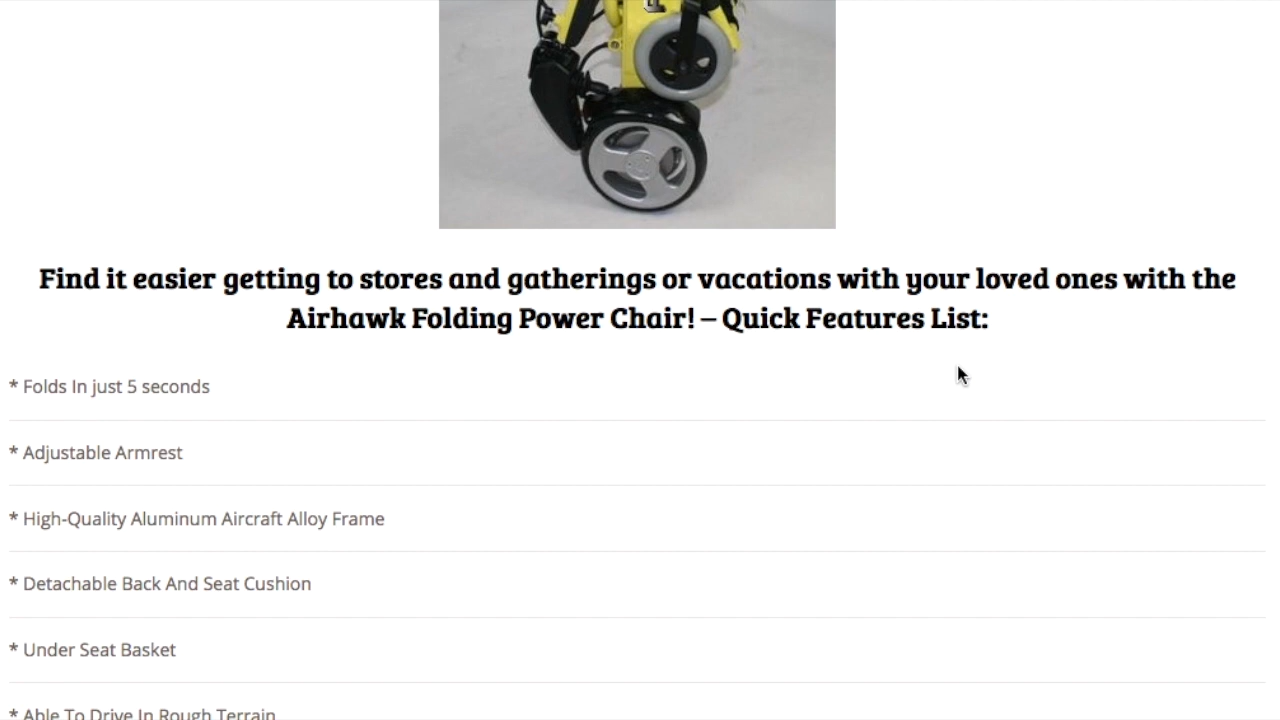 Find it easier getting to stores and gatherings or vacations with your loved ones with the
Airhawk Folding Power Chair! – Quick Features List:
* Folds In just 5 seconds
* Adjustable Armrest
* High-Quality Aluminum Aircraft Alloy Frame
* Detachable Back And Seat Cushion
* Under Seat Basket
* Able To Drive In Rough Terrain